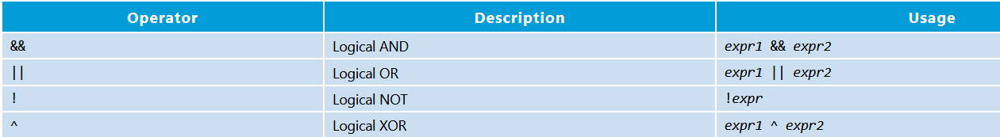 Operator Description Usage
&& Logical AND expr1 && expr2
|| Logical OR expr1 || expr2
! Logical NOT !expr
^ Logical XOR expr1 ^ expr2